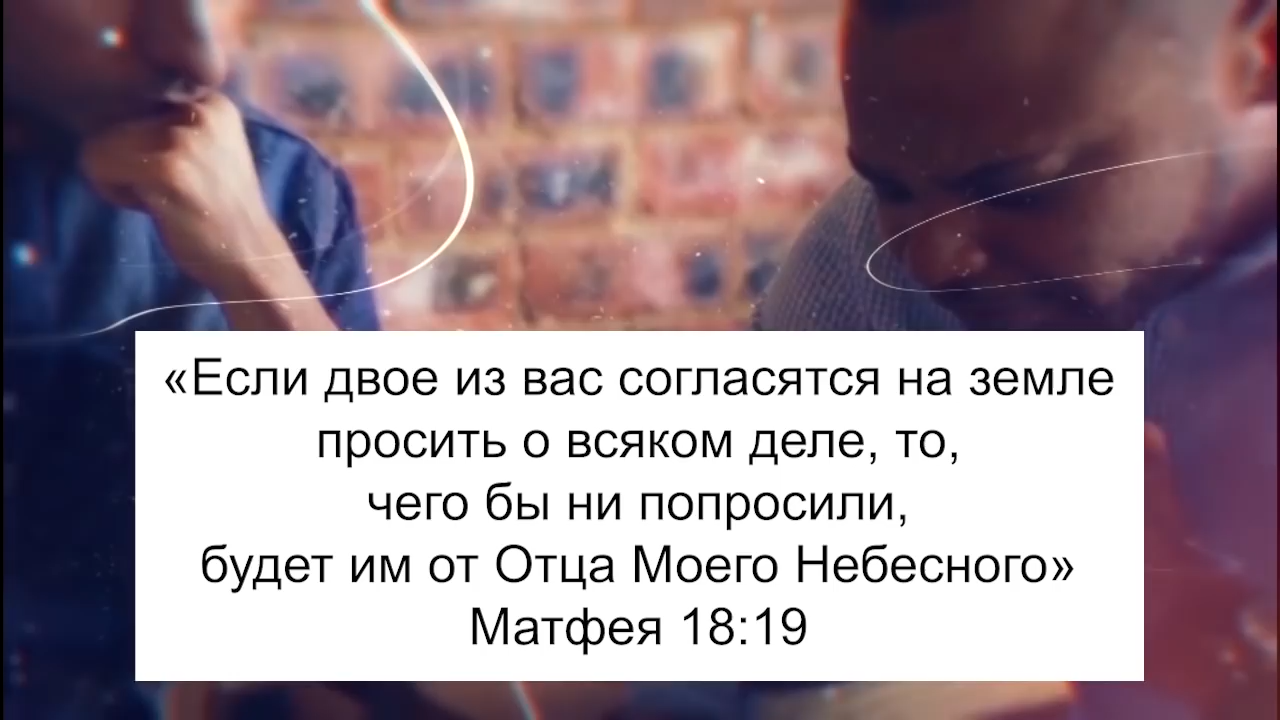 «Если двое из вас согласятся на земле
просить о всяком деле, то,
чего бы ни попросили,
будет им от Отца Моего Небесного»
Матфея 18:19